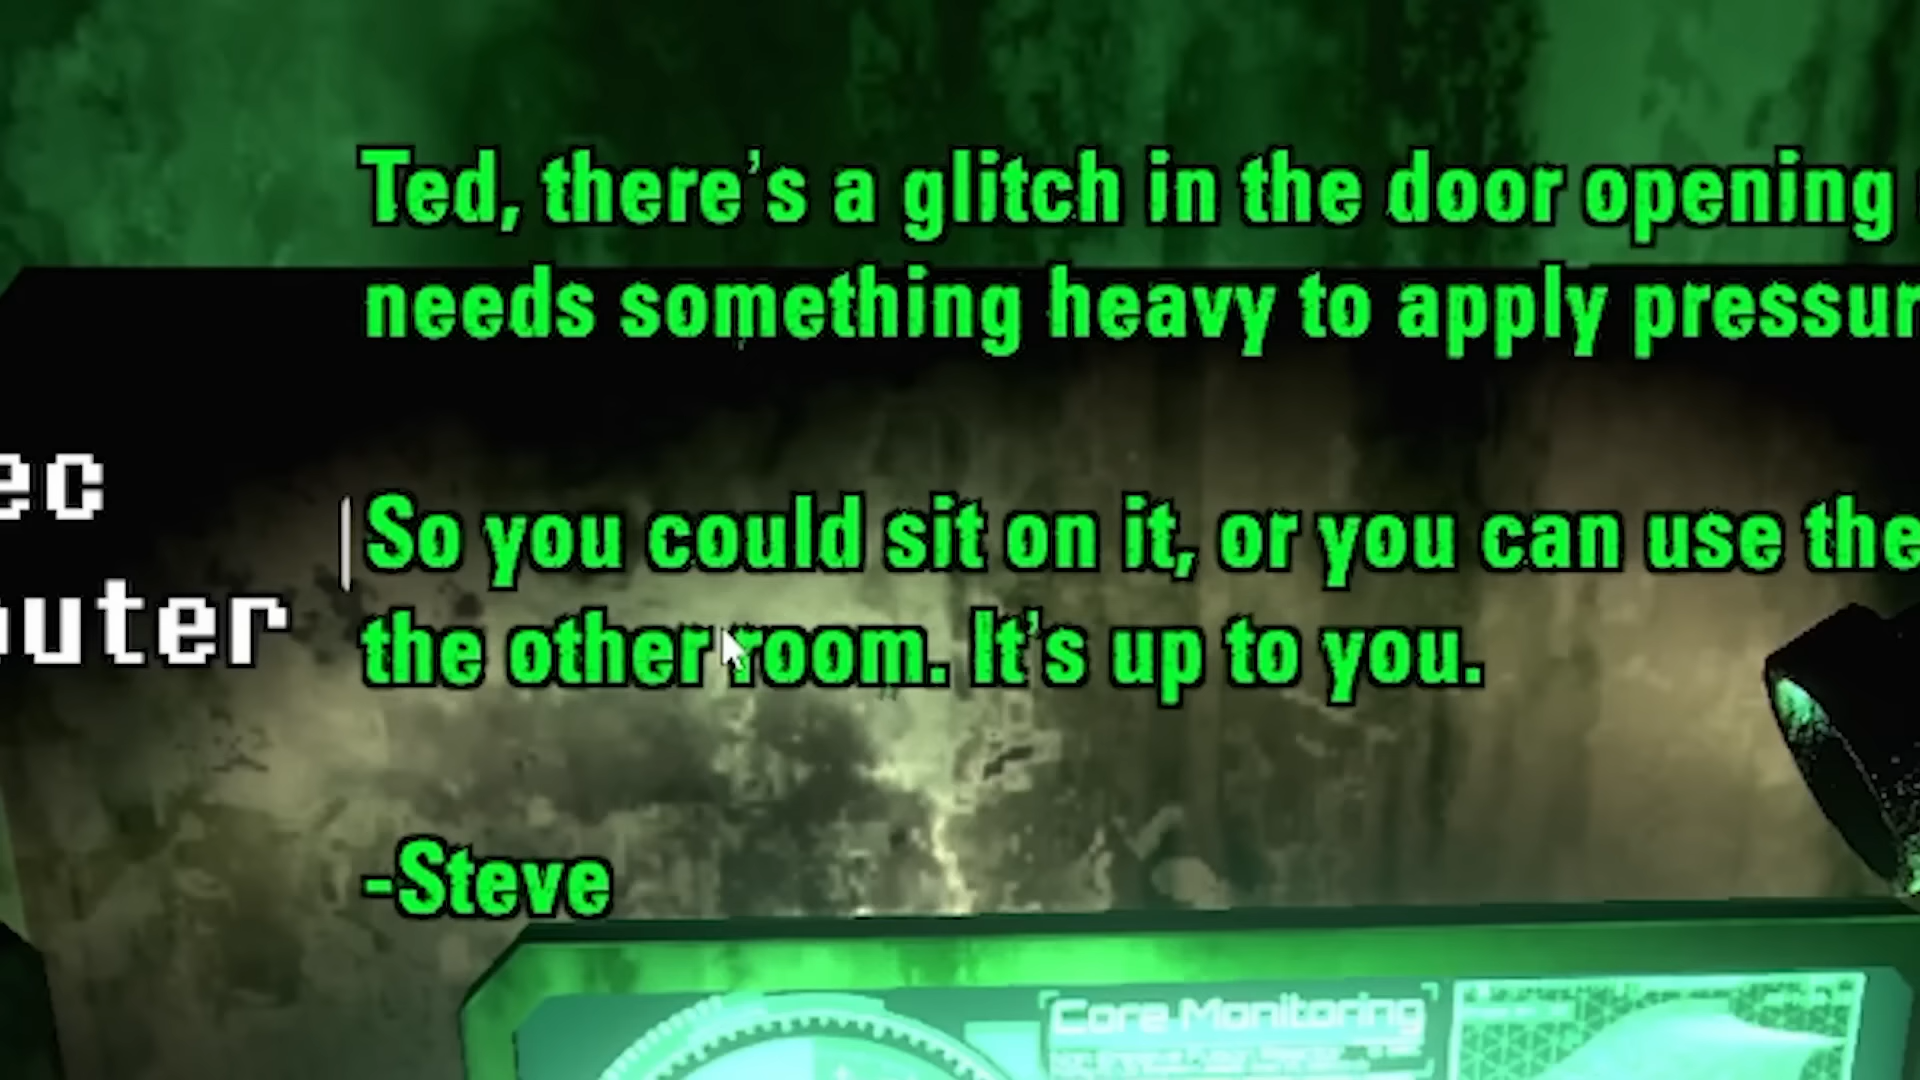 Ted, there's a glitch in the door opening
needs something heavy to apply pressur
ec
outer
So you could sit on it, or you can use the
the other room. It's up to you.
-Steve
Core Monitoring